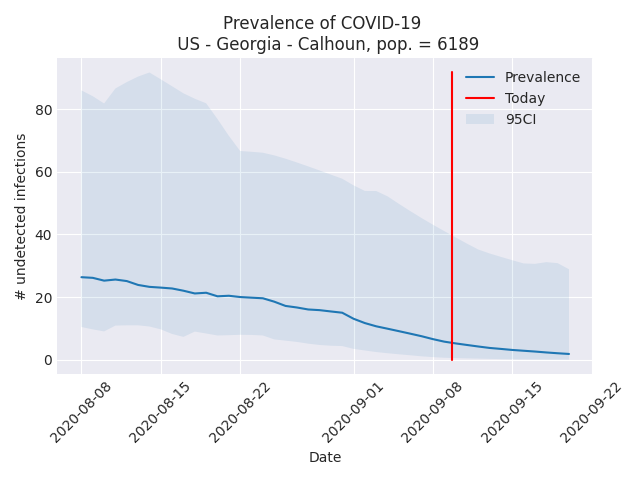 Prevalence of COVID-19
US - Georgia - Calhoun, pop. = 6189
Prevalence
Today
95CI
# undetected infections
80
60
40
20
0
2020-08-08
2020-08-15
2020-08-22
2020-09-01
2020-09-08
2020-09-15
2020-09-22
Date